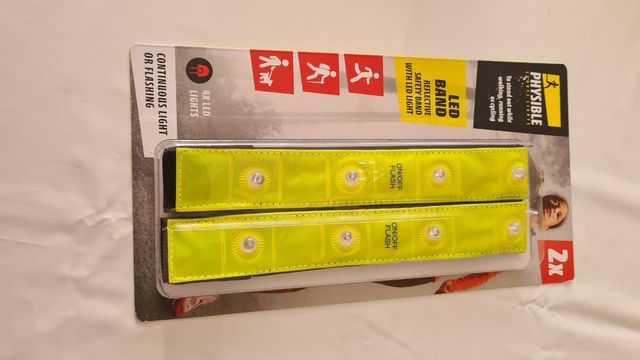 PHYSIBLE
To stand out while
walking, running
or cycling
LED
BAND
REFLECTIVE
SAFETY BAND
WITH LED LIGHT
4X LED
LIGHTS
CONTINUOUS LIGHT
OR FLASHING
ON/OFF
FLASH
ON/OFF
FLASH
2X